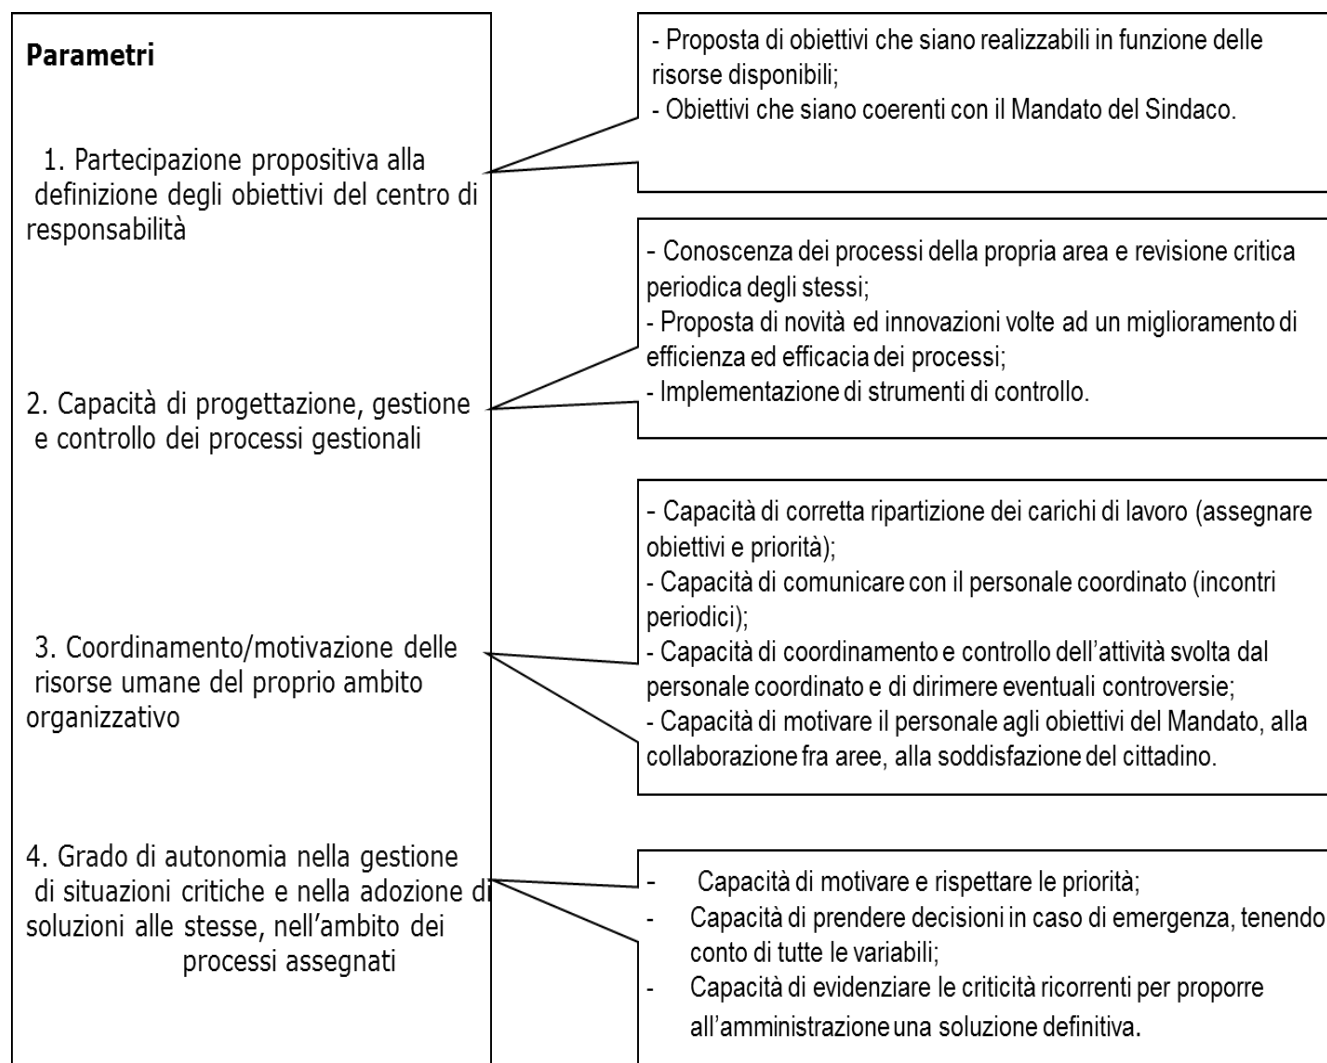 Parametri
1. Partecipazione propositiva alla
definizione degli obiettivi del centro di
responsabilità
2. Capacità di progettazione, gestione
e controllo dei processi gestionali
3. Coordinamento/motivazione delle
risorse umane del proprio ambito
organizzativo
4. Grado di autonomia nella gestione
di situazioni critiche e nella adozione di
soluzioni alle stesse, nell’ambito dei
processi assegnati
- Proposta di obiettivi che siano realizzabili in funzione delle
risorse disponibili;
- Obiettivi che siano coerenti con il Mandato del Sindaco.
- Conoscenza dei processi della propria area e revisione critica
periodica degli stessi;
- Proposta di novità ed innovazioni volte ad un miglioramento di
efficienza ed efficacia dei processi;
- Implementazione di strumenti di controllo.
- Capacità di corretta ripartizione dei carichi di lavoro (assegnare
obiettivi e priorità);
- Capacità di comunicare con il personale coordinato (incontri
periodici);
- Capacità di coordinamento e controllo dell’attività svolta dal
personale coordinato e di dirimere eventuali controversie;
- Capacità di motivare il personale agli obiettivi del Mandato, alla
collaborazione fra aree, alla soddisfazione del cittadino.
- Capacità di motivare e rispettare le priorità;
- Capacità di prendere decisioni in caso di emergenza, tenendo
conto di tutte le variabili;
- Capacità di evidenziare le criticità ricorrenti per proporre
all’amministrazione una soluzione definitiva.